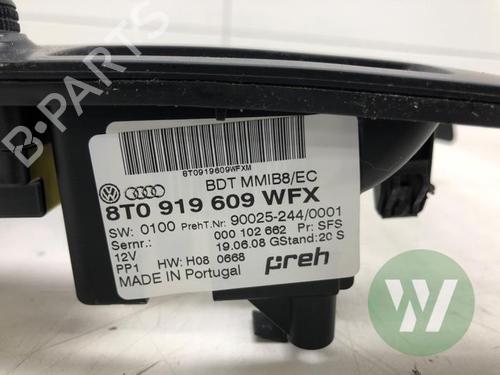 B-PARTS
8T0919609WFXM
BDT MMIB8/EC
8T0 919 609 WFX
SW: 0100 PrehT.Nr: 90025-244/0001
Sernr.: 000 102 662 Pr: SFS
12V 19.06.08 GStand: 20 S
PP1 HW: H08 0668
MADE IN Portugal preh
W